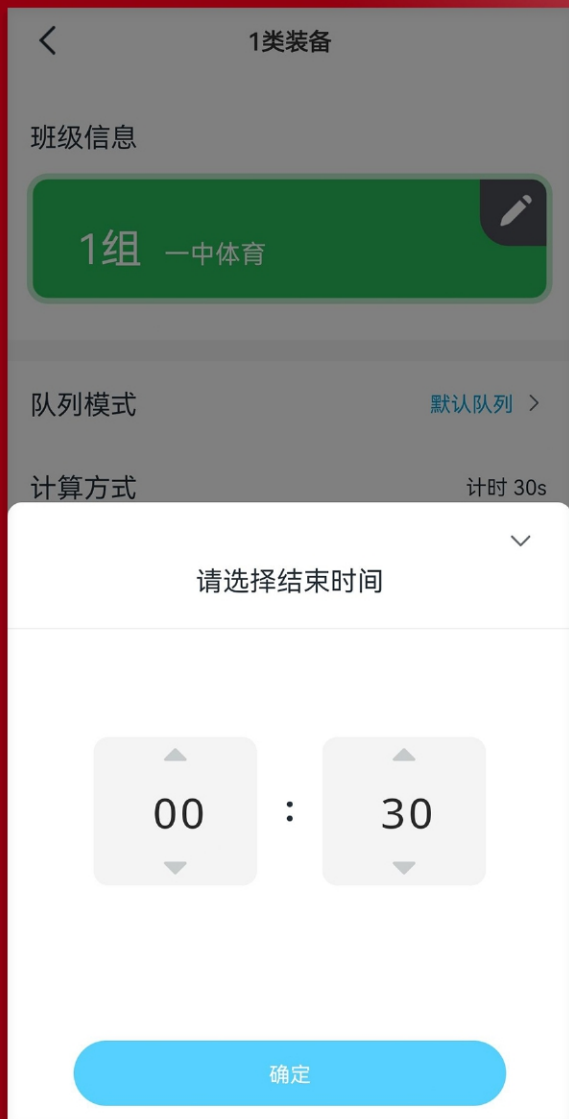 1类装备
班级信息
1组 一中体育
队列模式 默认队列
计算方式 计时 30s
请选择结束时间
00 : 30
确定